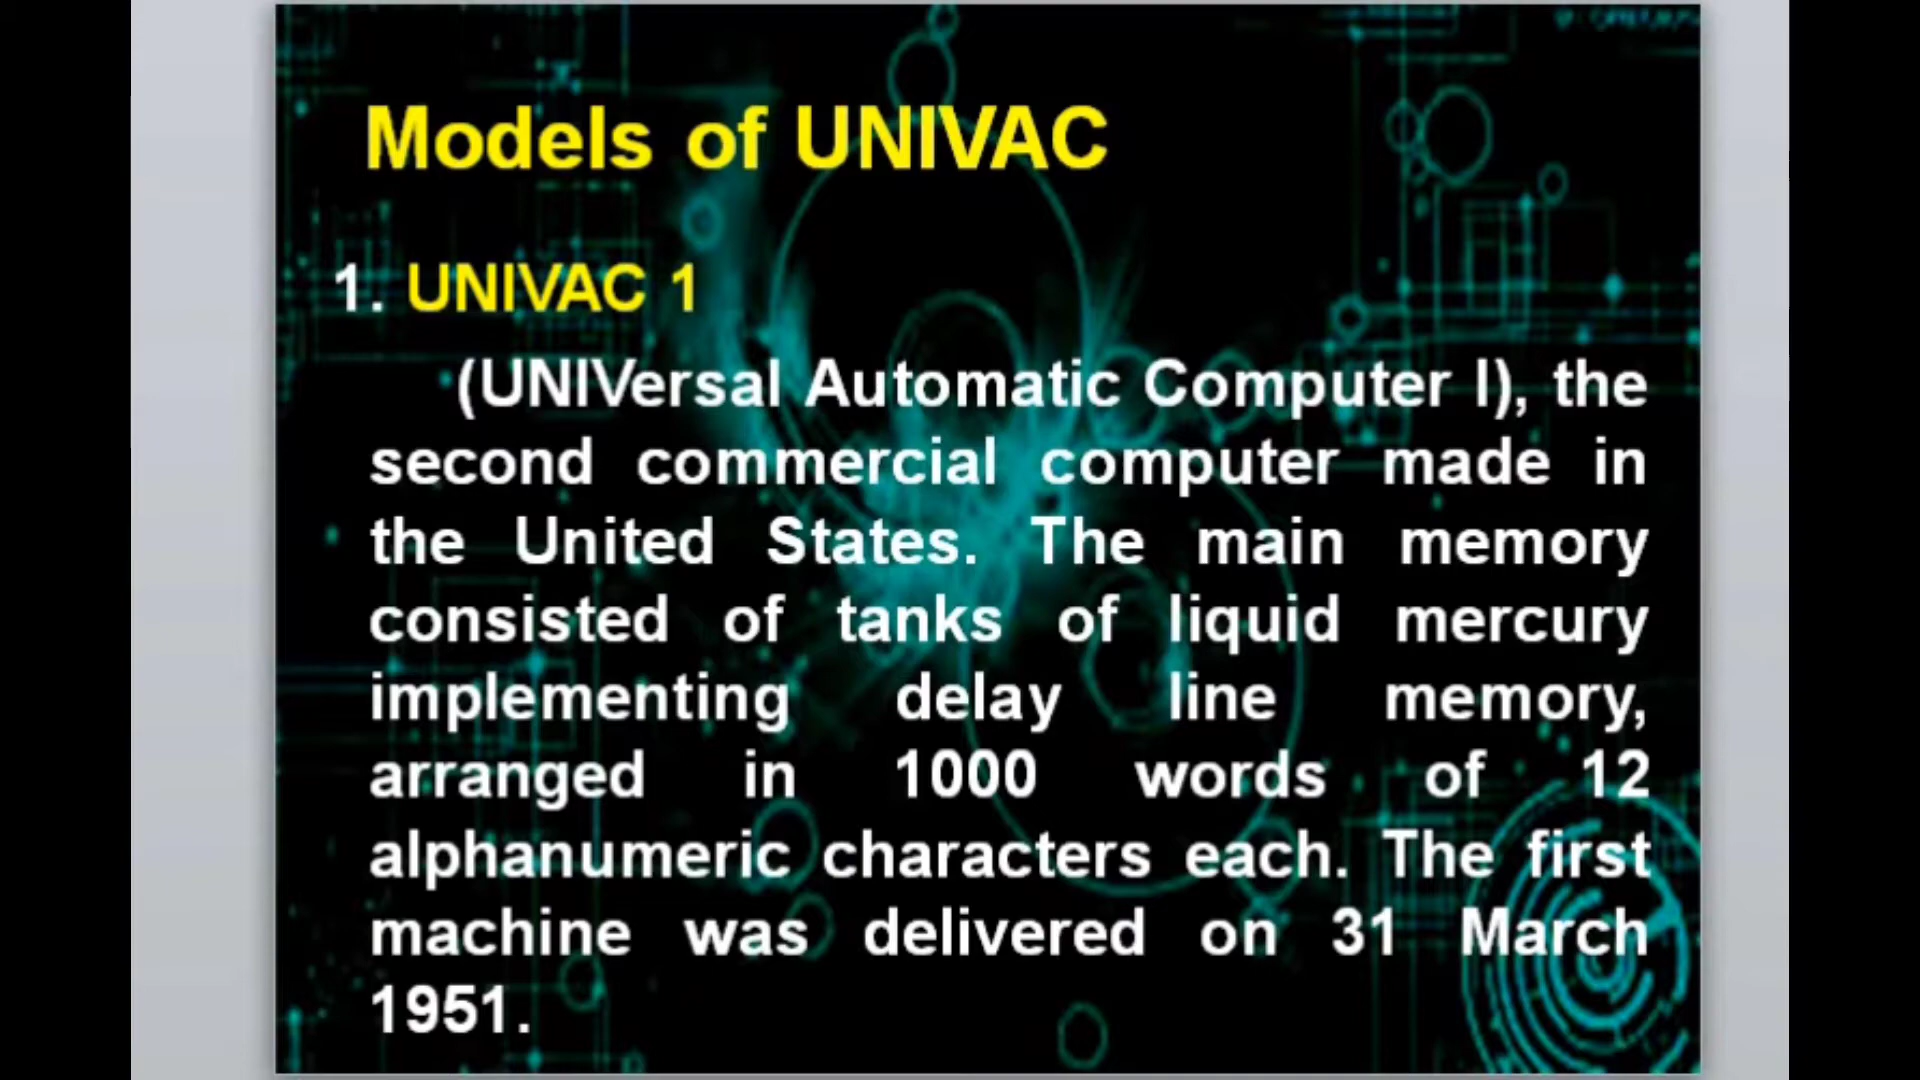 Models of UNIVAC
1. UNIVAC 1
(UNIVersal Automatic Computer I), the
second commercial computer made in
the United States. The main memory
consisted of tanks of liquid mercury
implementing delay line memory,
arranged in 1000 words of 12
alphanumeric characters each. The first
machine was delivered on 31 March
1951.